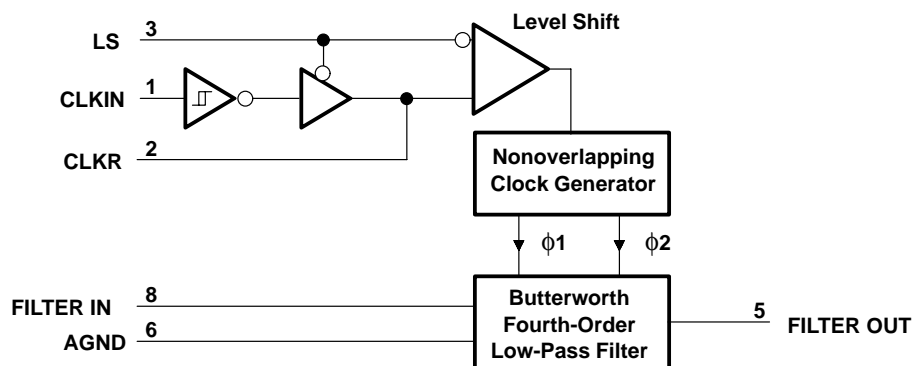 Level Shift
3
LS
1
CLKIN
2
CLKR
Nonoverlapping
Clock Generator
ϕ1
ϕ2
8
FILTER IN
6
AGND
Butterworth
Fourth-Order
Low-Pass Filter
5
FILTER OUT